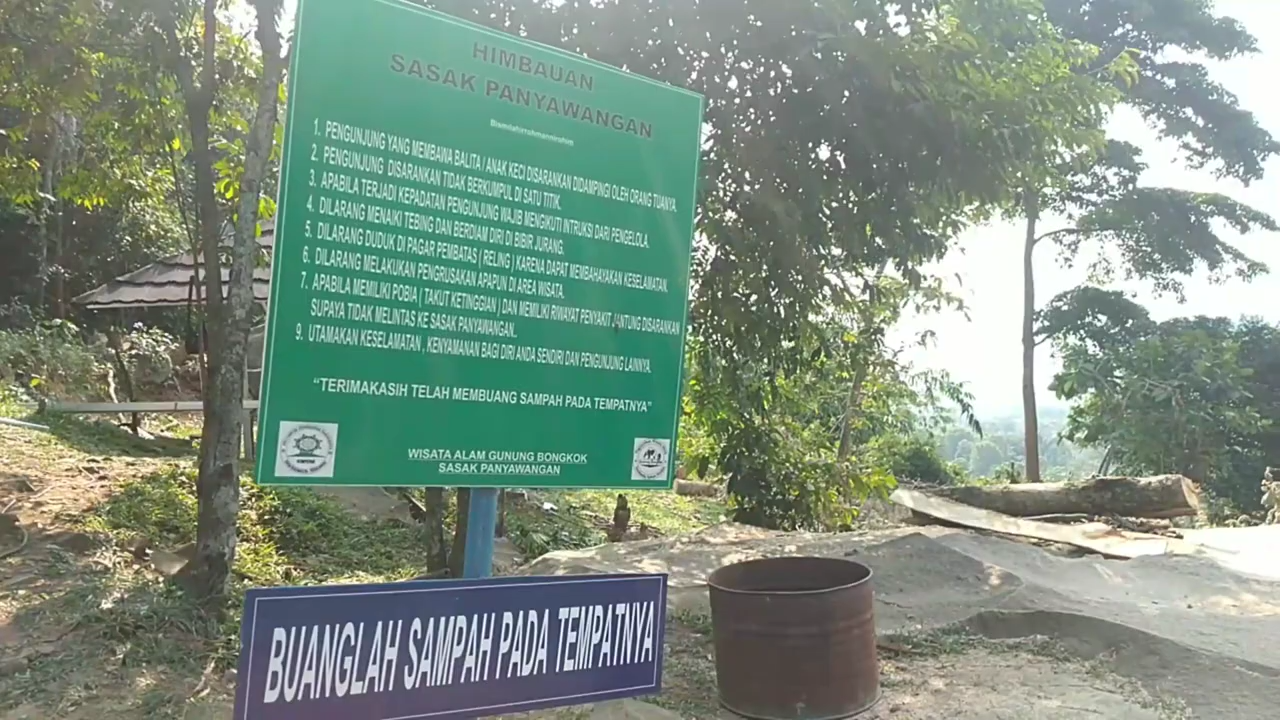 HIMBAUAN
SASAK PANYAWANGAN
Bismilahirrahmannirrohim
1. PENGUNJUNG YANG MEMBAWA BALITA / ANAK KECI DISARANKAN DIDAMPINGI OLEH ORANG TUANYA.
2. PENGUNJUNG DISARANKAN TIDAK BERKUMPUL DI SATU TITIK.
3. APABILA TERJADI KEPADATAN PENGUNJUNG WAJIB MENGIKUTI INTRUKSI DARI PENGELOLA.
4. DILARANG MENAIKI TEBING DAN BERDIAM DIRI DI BIBIR JURANG.
5. DILARANG DUDUK DI PAGAR PEMBATAS ( RELING ) KARENA DAPAT MEMBAHAYAKAN KESELAMATAN.
6. DILARANG MELAKUKAN PENGRUSAKAN APAPUN DI AREA WISATA.
7. APABILA MEMILIKI POBIA ( TAKUT KETINGGIAN ) DAN MEMILIKI RIWAYAT PENYAKIT JANTUNG DISARANKAN
SUPAYA TIDAK MELINTAS KE SASAK PANYAWANGAN.
9. UTAMAKAN KESELAMATAN , KENYAMANAN BAGI DIRI ANDA SENDIRI DAN PENGUNJUNG LAINNYA.
“TERIMAKASIH TELAH MEMBUANG SAMPAH PADA TEMPATNYA”
WISATA ALAM GUNUNG BONGKOK
SASAK PANYAWANGAN
BUANGLAH SAMPAH PADA TEMPATNYA